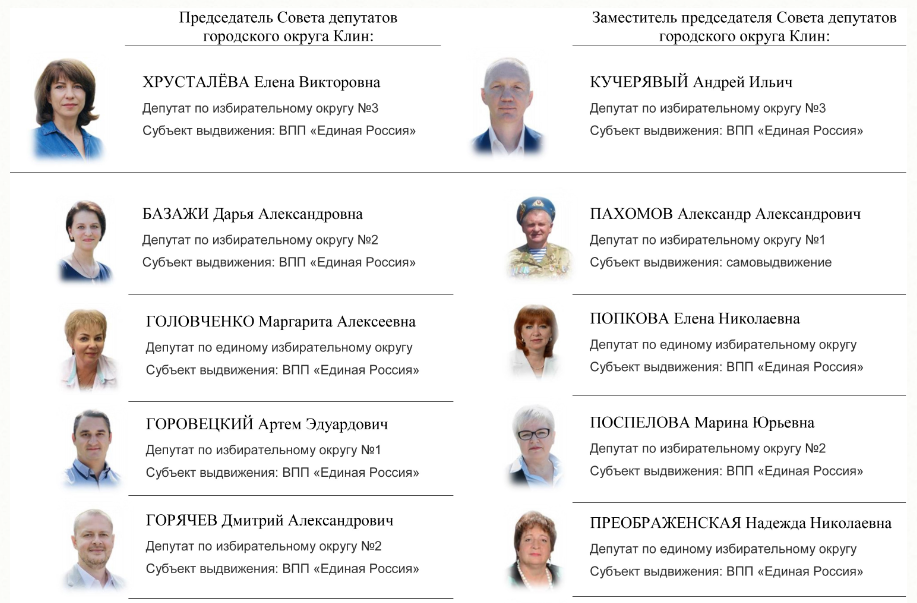 Председатель Совета депутатов
городского округа Клин:
Заместитель председателя Совета депутатов
городского округа Клин:
ХРУСТАЛЁВА Елена Викторовна
Депутат по избирательному округу №3
Субъект выдвижения: ВПП «Единая Россия»
КУЧЕРЯВЫЙ Андрей Ильич
Депутат по избирательному округу №3
Субъект выдвижения: ВПП «Единая Россия»
БАЗАЖИ Дарья Александровна
Депутат по избирательному округу №2
Субъект выдвижения: ВПП «Единая Россия»
ПАХОМОВ Александр Александрович
Депутат по избирательному округу №1
Субъект выдвижения: самовыдвижение
ГОЛОВЧЕНКО Маргарита Алексеевна
Депутат по единому избирательному округу
Субъект выдвижения: ВПП «Единая Россия»
ПОПКОВА Елена Николаевна
Депутат по единому избирательному округу
Субъект выдвижения: ВПП «Единая Россия»
ГОРОВЕЦКИЙ Артем Эдуардович
Депутат по избирательному округу №1
Субъект выдвижения: ВПП «Единая Россия»
ПОСПЕЛОВА Марина Юрьевна
Депутат по избирательному округу №2
Субъект выдвижения: ВПП «Единая Россия»
ГОРЯЧЕВ Дмитрий Александрович
Депутат по избирательному округу №2
Субъект выдвижения: ВПП «Единая Россия»
ПРЕОБРАЖЕНСКАЯ Надежда Николаевна
Депутат по единому избирательному округу
Субъект выдвижения: ВПП «Единая Россия»